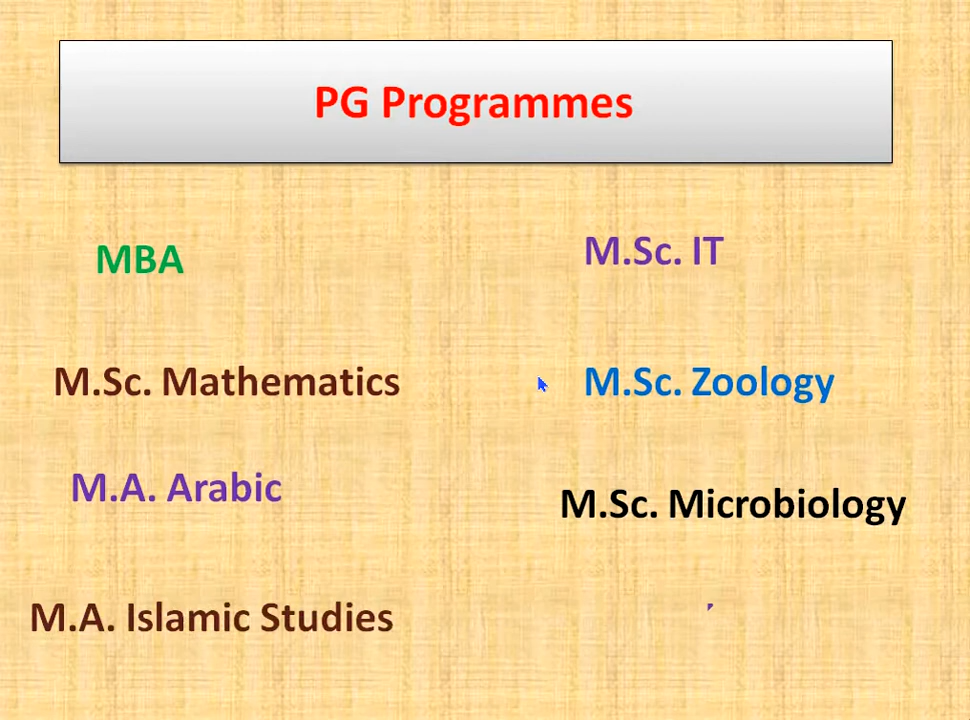 PG Programmes
MBA
M.Sc. IT
M.Sc. Mathematics
M.Sc. Zoology
M.A. Arabic
M.Sc. Microbiology
M.A. Islamic Studies